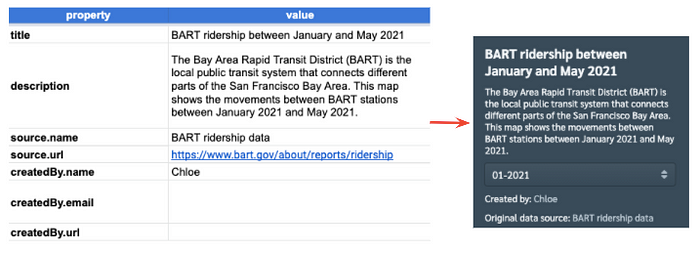 property value
title BART ridership between January and May 2021
description The Bay Area Rapid Transit District (BART) is the
local public transit system that connects different
parts of the San Francisco Bay Area. This map
shows the movements between BART stations
between January 2021 and May 2021.
source.name BART ridership data
source.url https://www.bart.gov/about/reports/ridership
createdBy.name Chloe
createdBy.email
createdBy.url
BART ridership between
January and May 2021
The Bay Area Rapid Transit District (BART) is
the local public transit system that connects
different parts of the San Francisco Bay Area.
This map shows the movements between
BART stations between January 2021 and May
2021.
01-2021
Created by: Chloe
Original data source: BART ridership data